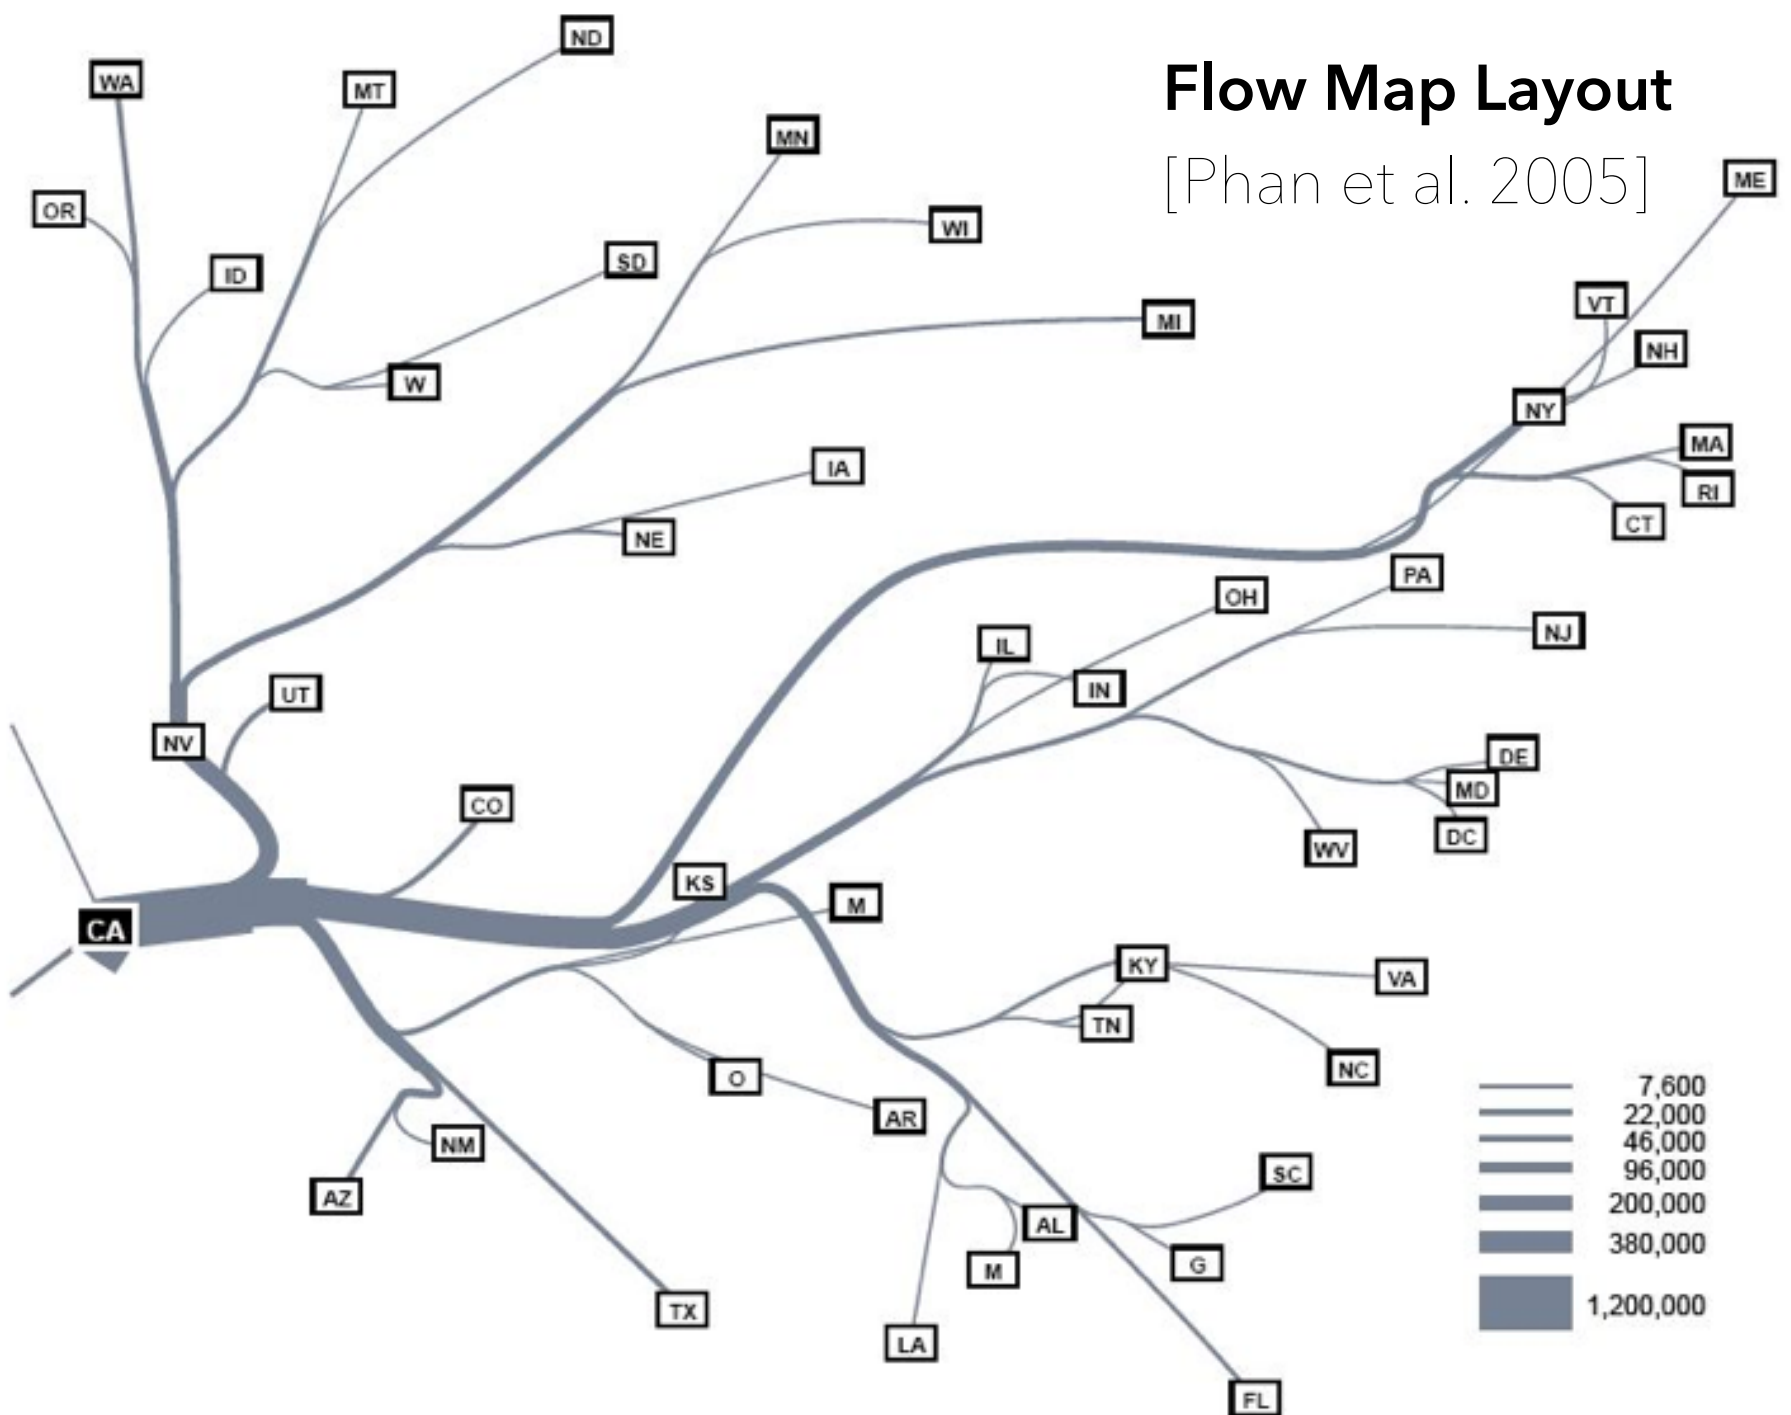 Flow Map Layout
[Phan et al. 2005]
ND
WA
MT
MN
ME
OR
WI
SD
ID
VT
MI
NH
W
NY
MA
IA
RI
CT
NE
PA
OH
NJ
IL
IN
UT
NV
DE
MD
CO
DC
WV
KS
M
CA
KY
VA
TN
NC
O
AR
NM
SC
AZ
AL
G
M
TX
LA
FL
7,600
22,000
46,000
96,000
200,000
380,000
1,200,000